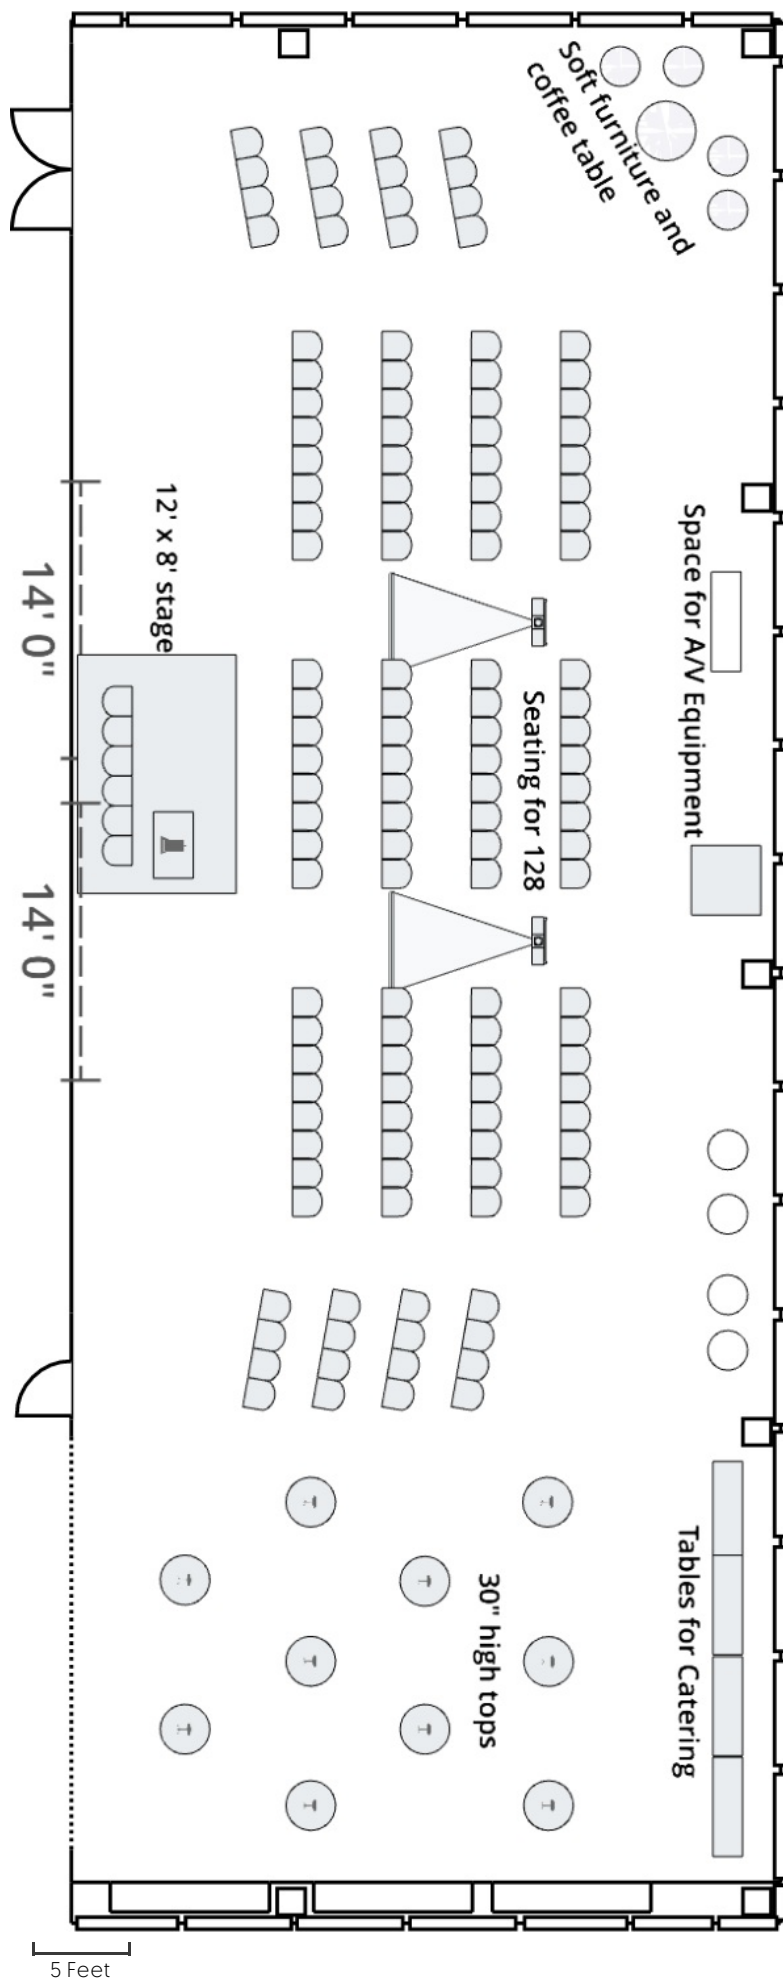 Soft furniture and
coffee table
12' x 8' stage
14' 0"
Space for A/V Equipment
Seating for 128
14' 0"
30" high tops
Tables for Catering
5 Feet